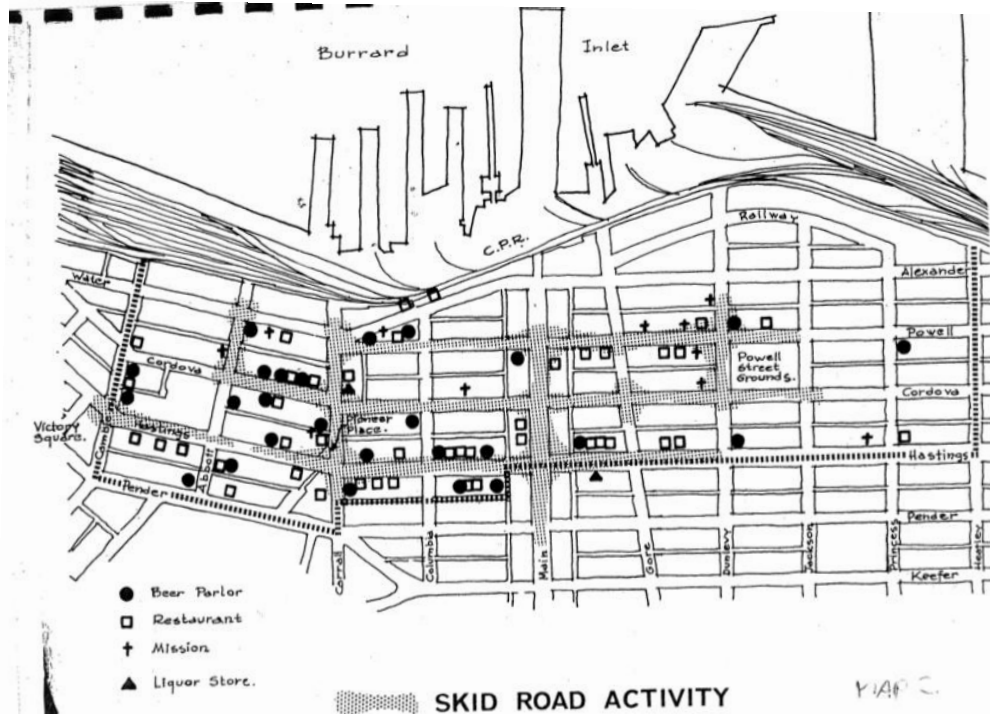 Burrard
Inlet
C.P.R.
Railway
Alexander
Water
Powell
Cordova
Powell
Street
Grounds.
Cordova
Pioneer
Place.
Victory
Square.
Hastings
Cambie
Abbott
Hastings
Pender
Pender
Carrall
Columbia
Main
Gore
Dunlevy
Jackson
Princess
Heatley
Keefer
Beer Parlor
Restaurant
Mission
Liquor Store.
SKID ROAD ACTIVITY